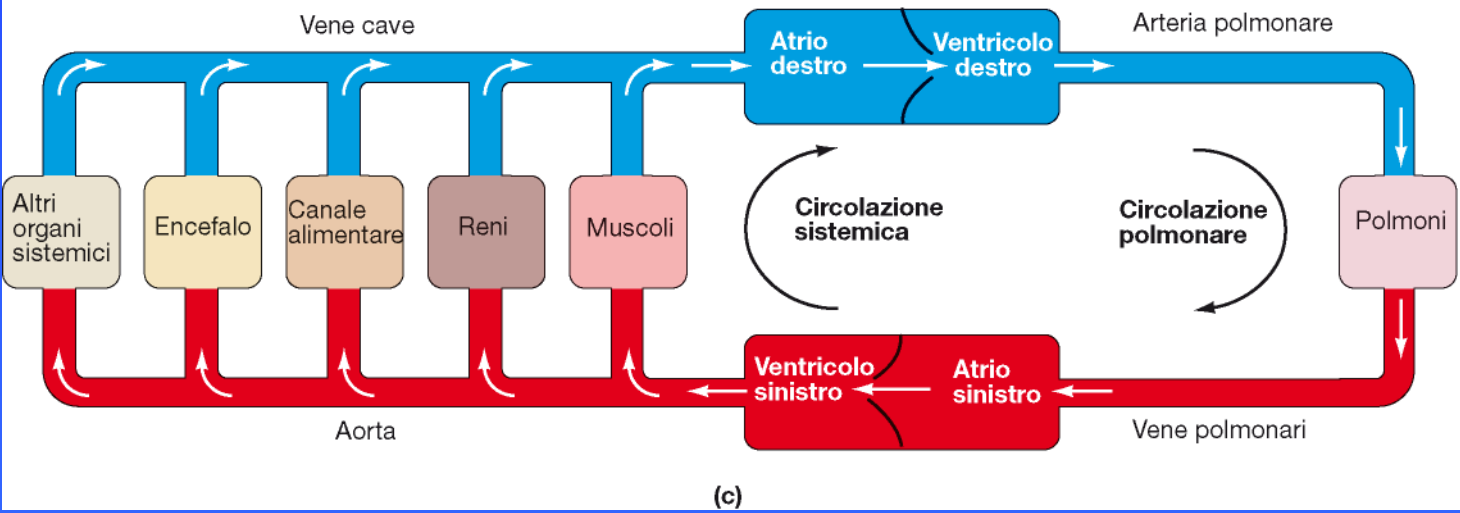 Vene cave
Arteria polmonare
Atrio
destro
Ventricolo
destro
Altri
organi
sistemici
Encefalo
Canale
alimentare
Reni
Muscoli
Circolazione
sistemica
Circolazione
polmonare
Polmoni
Ventricolo
sinistro
Atrio
sinistro
Aorta
Vene polmonari
(c)